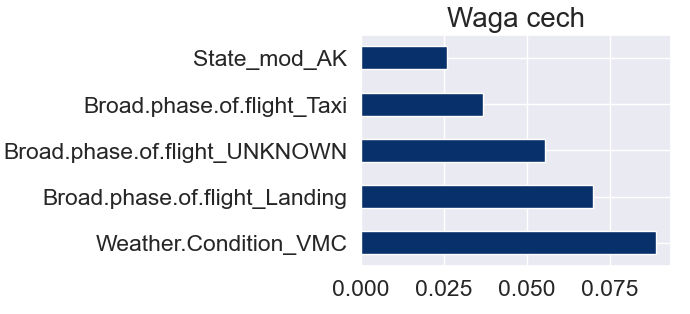 Waga cech
State_mod_AK
Broad.phase.of.flight_Taxi
Broad.phase.of.flight_UNKNOWN
Broad.phase.of.flight_Landing
Weather.Condition_VMC
0.000 0.025 0.050 0.075